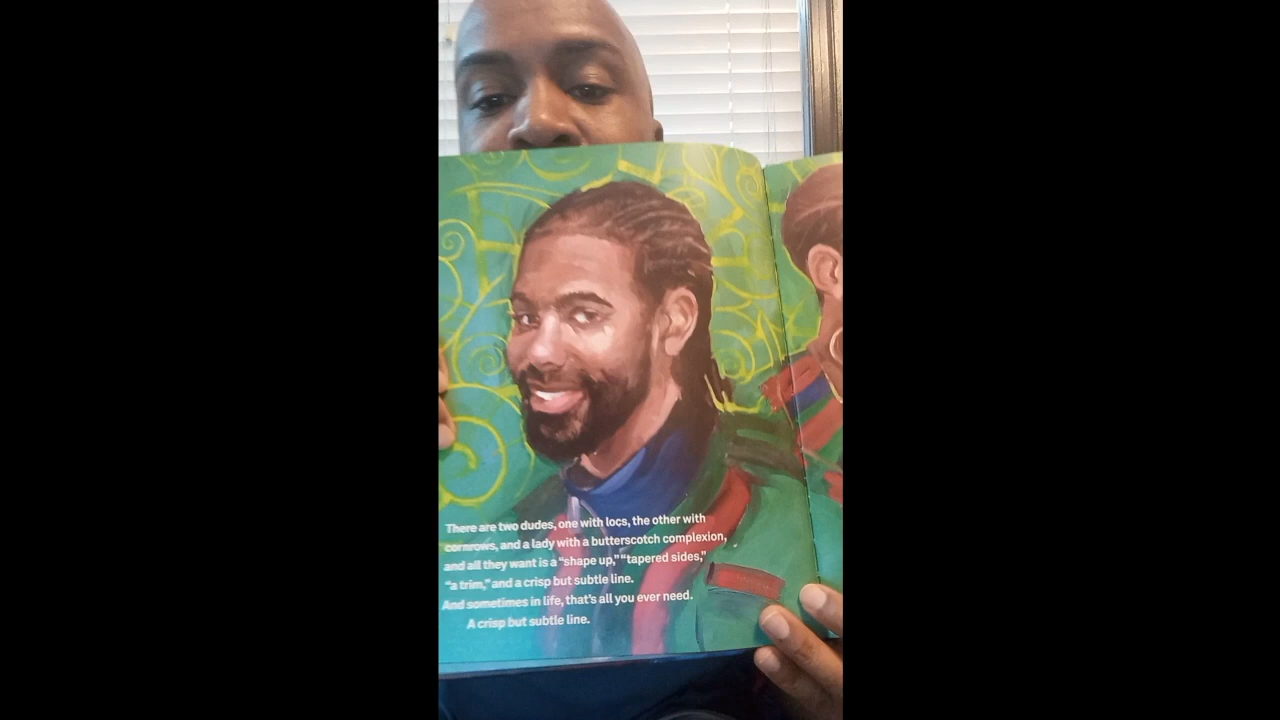 There are two dudes, one with locs, the other with
cornrows, and a lady with a butterscotch complexion,
and all they want is a “shape up,” “tapered sides,”
“a trim,” and a crisp but subtle line.
And sometimes in life, that’s all you ever need.
A crisp but subtle line.